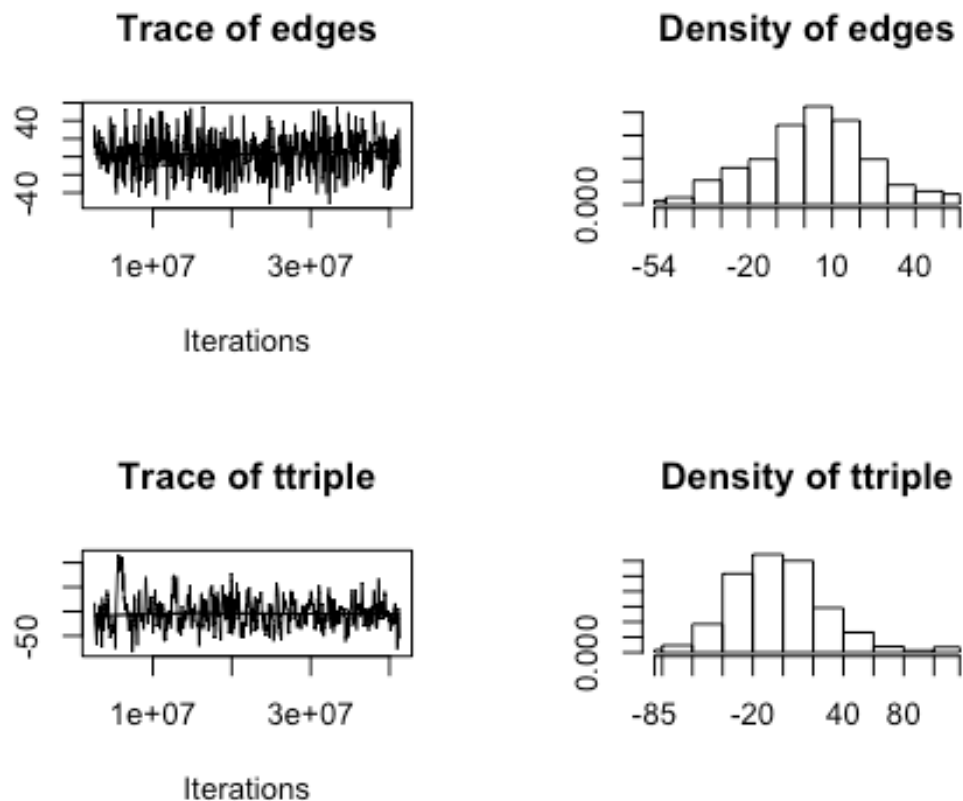 Trace of edges
40
-40
1e+07 3e+07
Iterations
Density of edges
0.000
-54 -20 10 40
Trace of ttriple
-50
1e+07 3e+07
Iterations
Density of ttriple
0.000
-85 -20 40 80